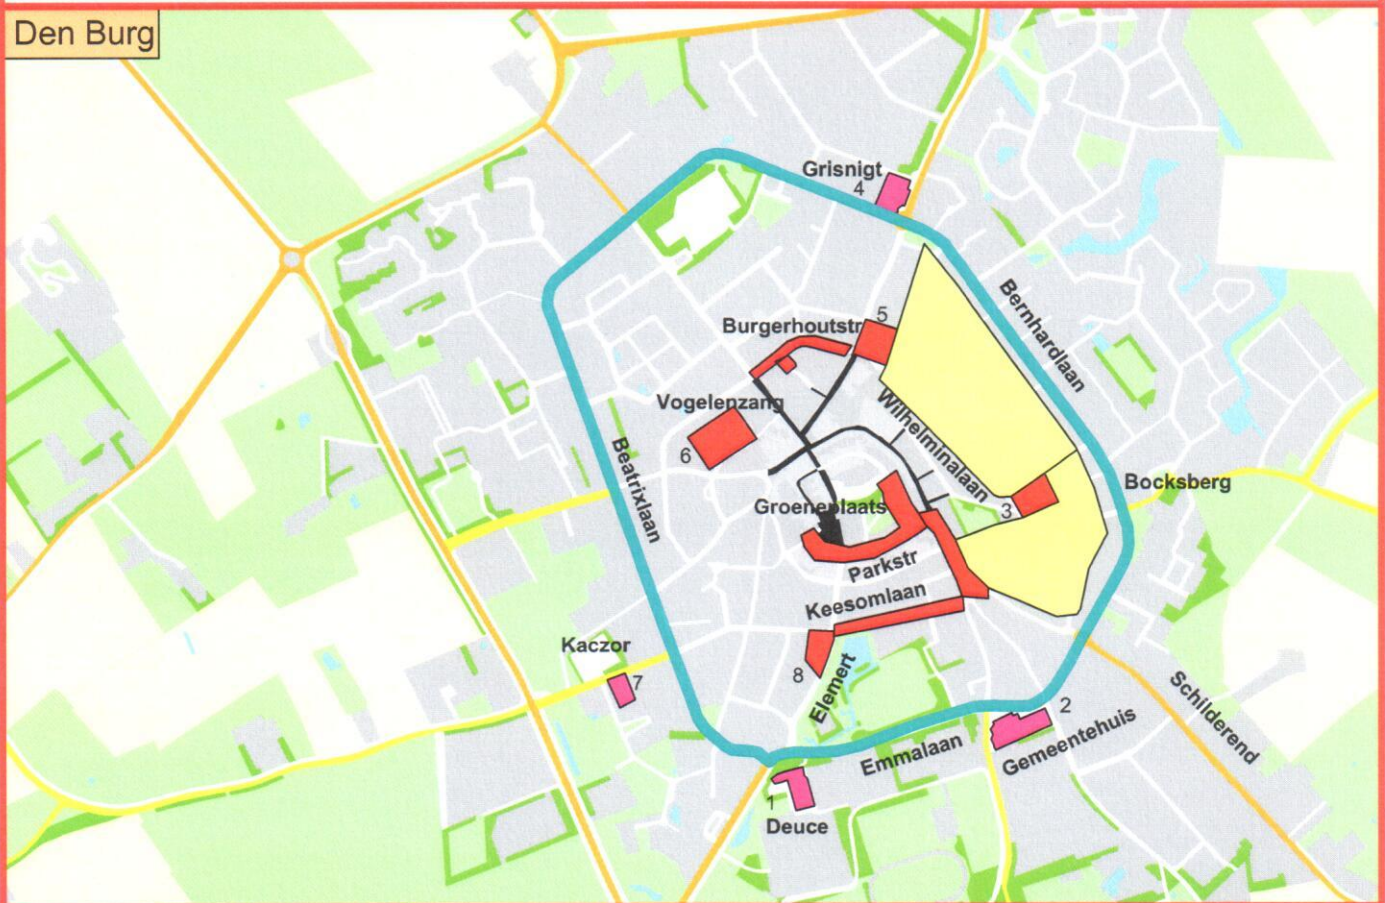 Den Burg
Grisnigt
4
Bernhardlaan
5
Burgerhoutstr
Vogelenzang
6
Wilhelminalaan
Beatrixlaan
Bocksberg
Groeneplaats
3
Parkstr
Keesomlaan
Kaczor
7
8
Elemert
Schilderend
2
Gemeentehuis
Emmalaan
1
Deuce